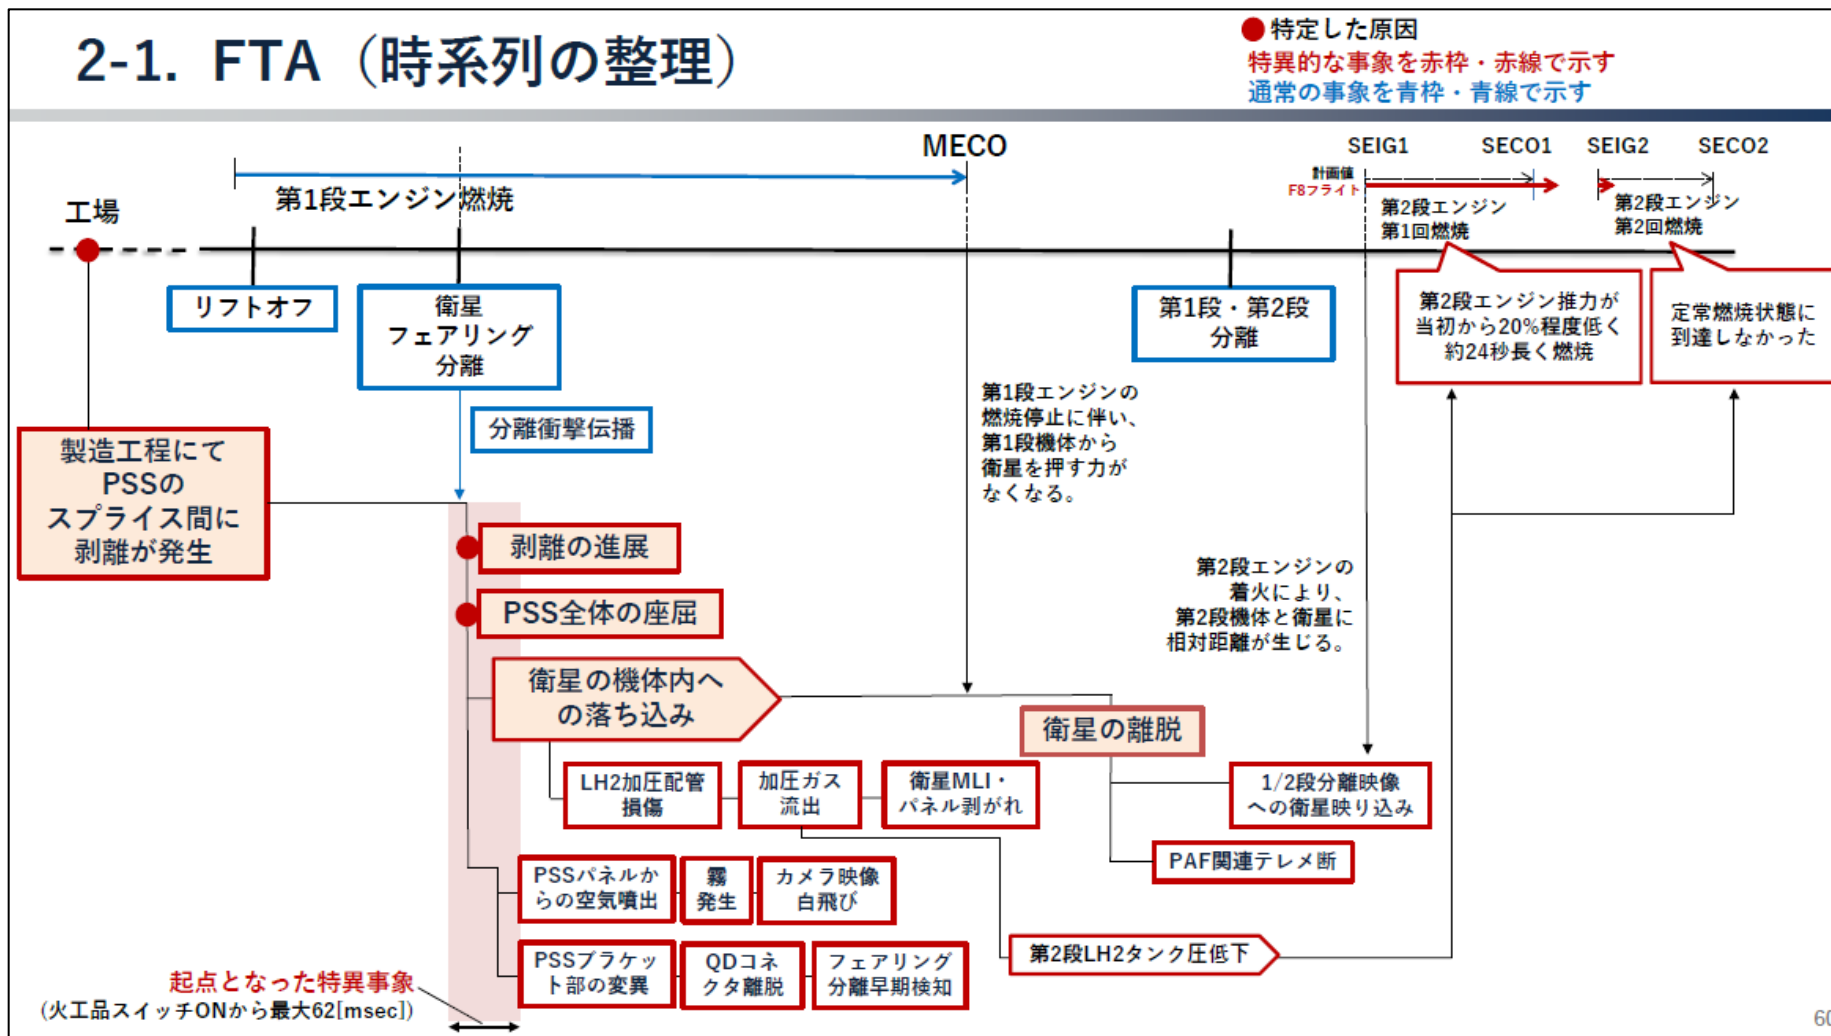 2-1. FTA（時系列の整理）
●特定した原因
特異的な事象を赤枠・赤線で示す
通常の事象を青枠・青線で示す
MECO
SEIG1
SECO1
SEIG2
SECO2
計画値
F8フライト
第1段エンジン燃焼
第2段エンジン
第1回燃焼
第2段エンジン
第2回燃焼
工場
リフトオフ
衛星
フェアリング
分離
第1段・第2段
分離
第2段エンジン推力が
当初から20%程度低く
約24秒長く燃焼
定常燃焼状態に
到達しなかった
分離衝撃伝播
第1段エンジンの
燃焼停止に伴い、
第1段機体から
衛星を押す力が
なくなる。
製造工程にて
PSSの
スプライス間に
剥離が発生
剥離の進展
PSS全体の座屈
第2段エンジンの
着火により、
第2段機体と衛星に
相対距離が生じる。
衛星の機体内へ
の落ち込み
衛星の離脱
LH2加圧配管
損傷
加圧ガス
流出
衛星MLI・
パネル剥がれ
1/2段分離映像
への衛星映り込み
PAF関連テレメ断
PSSパネルか
らの空気噴出
霧
発生
カメラ映像
白飛び
第2段LH2タンク圧低下
PSSブラケッ
ト部の変異
QDコネ
クタ離脱
フェアリング
分離早期検知
起点となった特異事象
(火工品スイッチONから最大62[msec])
60